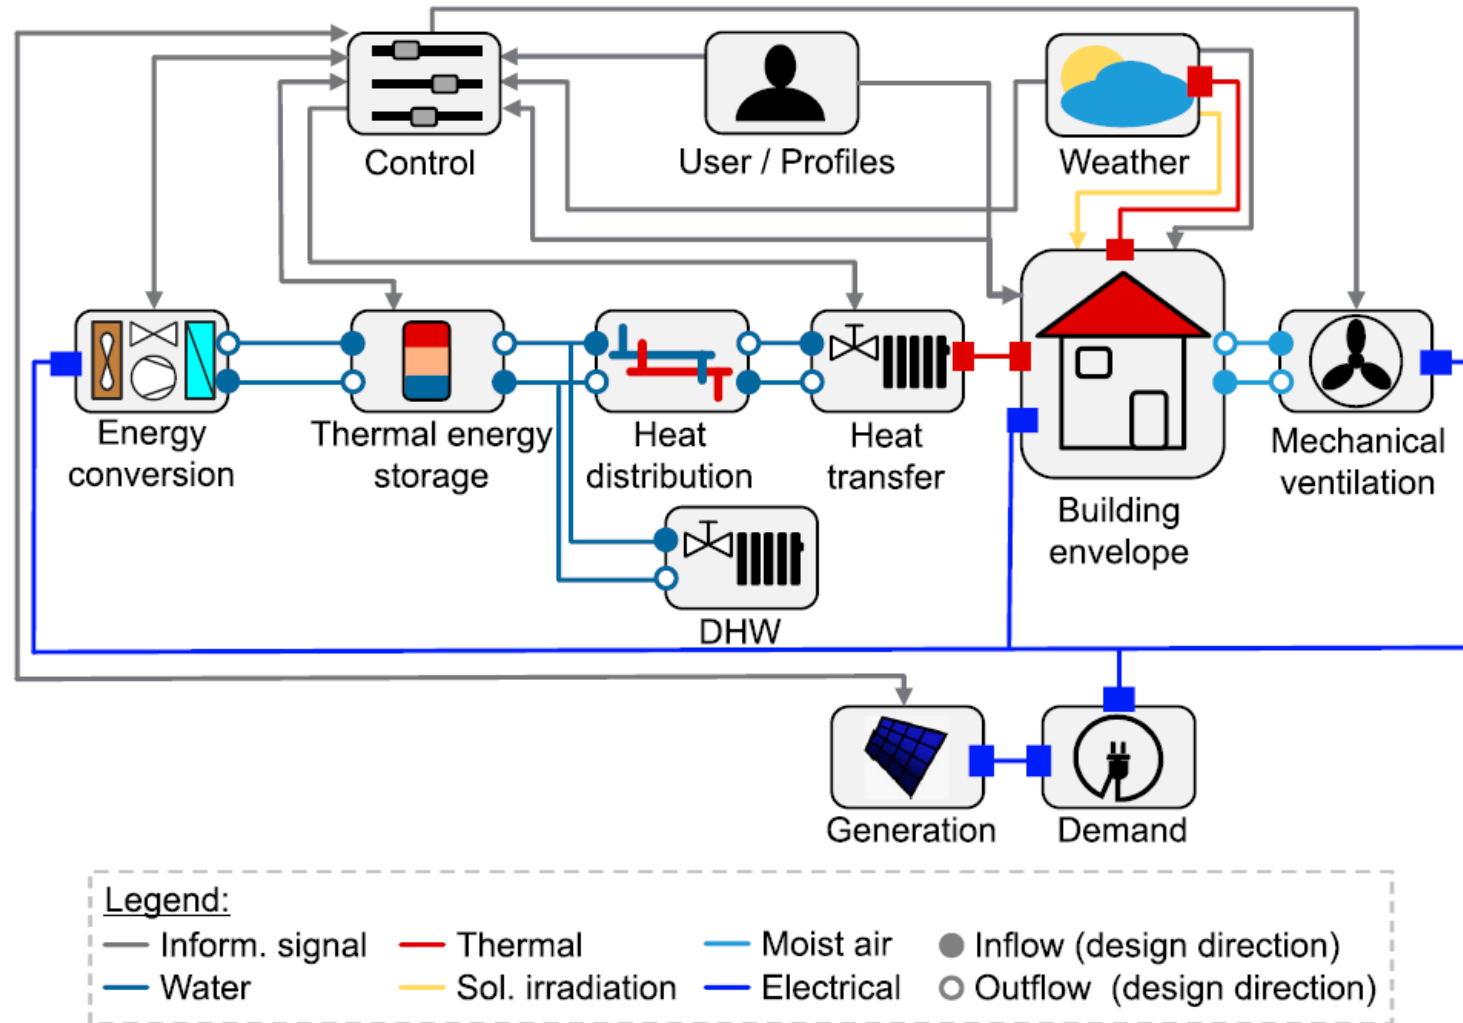 Control
User / Profiles
Weather
Energy
conversion
Thermal energy
storage
Heat
distribution
Heat
transfer
Building
envelope
Mechanical
ventilation
DHW
Generation
Demand
Legend:
Inform. signal
Thermal
Moist air
Inflow (design direction)
Water
Sol. irradiation
Electrical
Outflow (design direction)